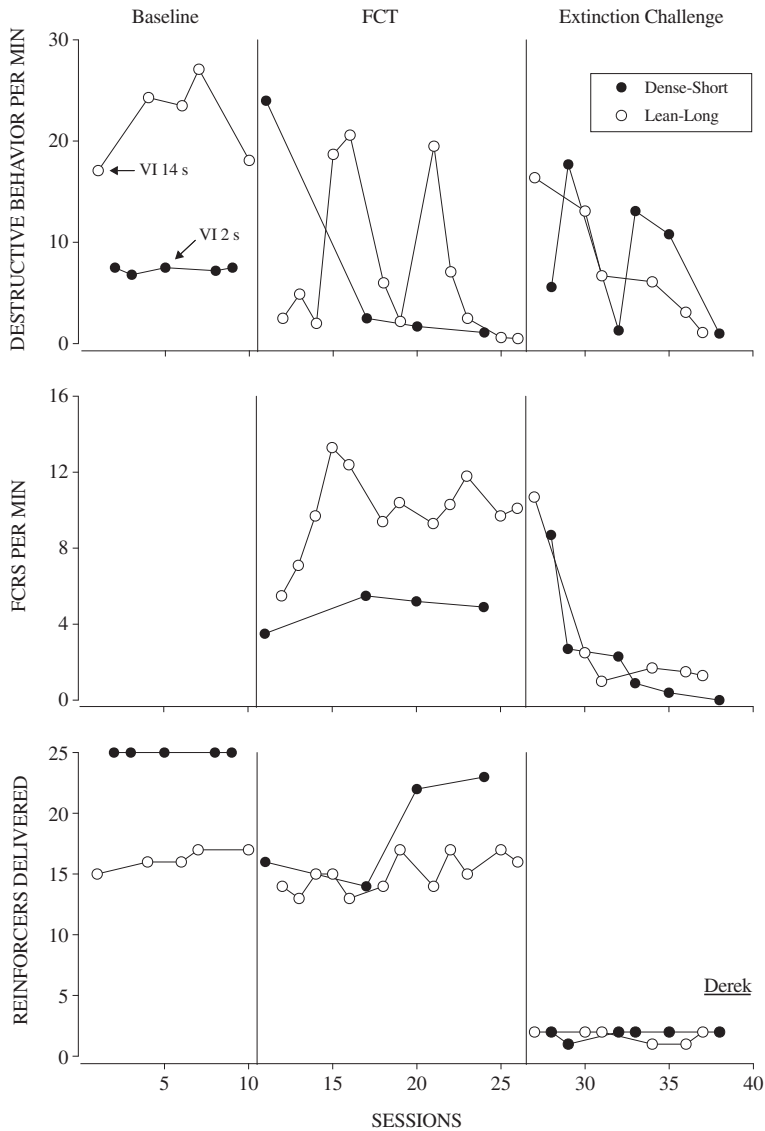 Baseline FCT Extinction Challenge
DESTRUCTIVE BEHAVIOR PER MIN
30
20
10
0
VI 14 s
VI 2 s
Dense-Short
Lean-Long
FCRS PER MIN
16
12
8
4
0
REINFORCERS DELIVERED
25
20
15
10
5
0
Derek
5 10 15 20 25 30 35 40
SESSIONS